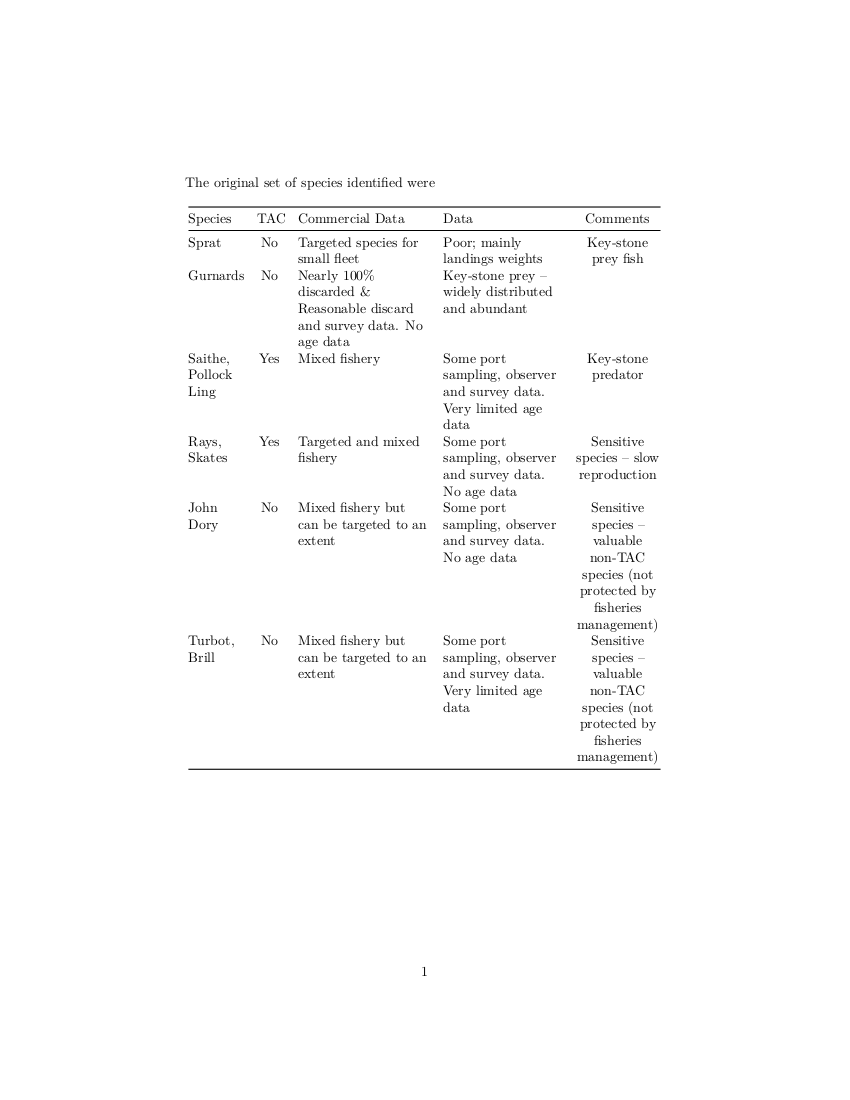 The original set of species identified were
Species TAC Commercial Data Data Comments
Sprat No Targeted species for Poor; mainly Key-stone
small fleet landings weights prey fish
Gurnards No Nearly 100% Key-stone prey –
discarded & widely distributed
Reasonable discard and abundant
and survey data. No
age data
Saithe, Yes Mixed fishery Some port Key-stone
Pollock sampling, observer predator
Ling and survey data.
Very limited age
data
Rays, Yes Targeted and mixed Some port Sensitive
Skates fishery sampling, observer species – slow
and survey data. reproduction
No age data
John No Mixed fishery but Some port Sensitive
Dory can be targeted to an sampling, observer species –
extent and survey data. valuable
No age data non-TAC
species (not
protected by
fisheries
management)
Turbot, No Mixed fishery but Some port Sensitive
Brill can be targeted to an sampling, observer species –
extent and survey data. valuable
Very limited age non-TAC
data species (not
protected by
fisheries
management)
1